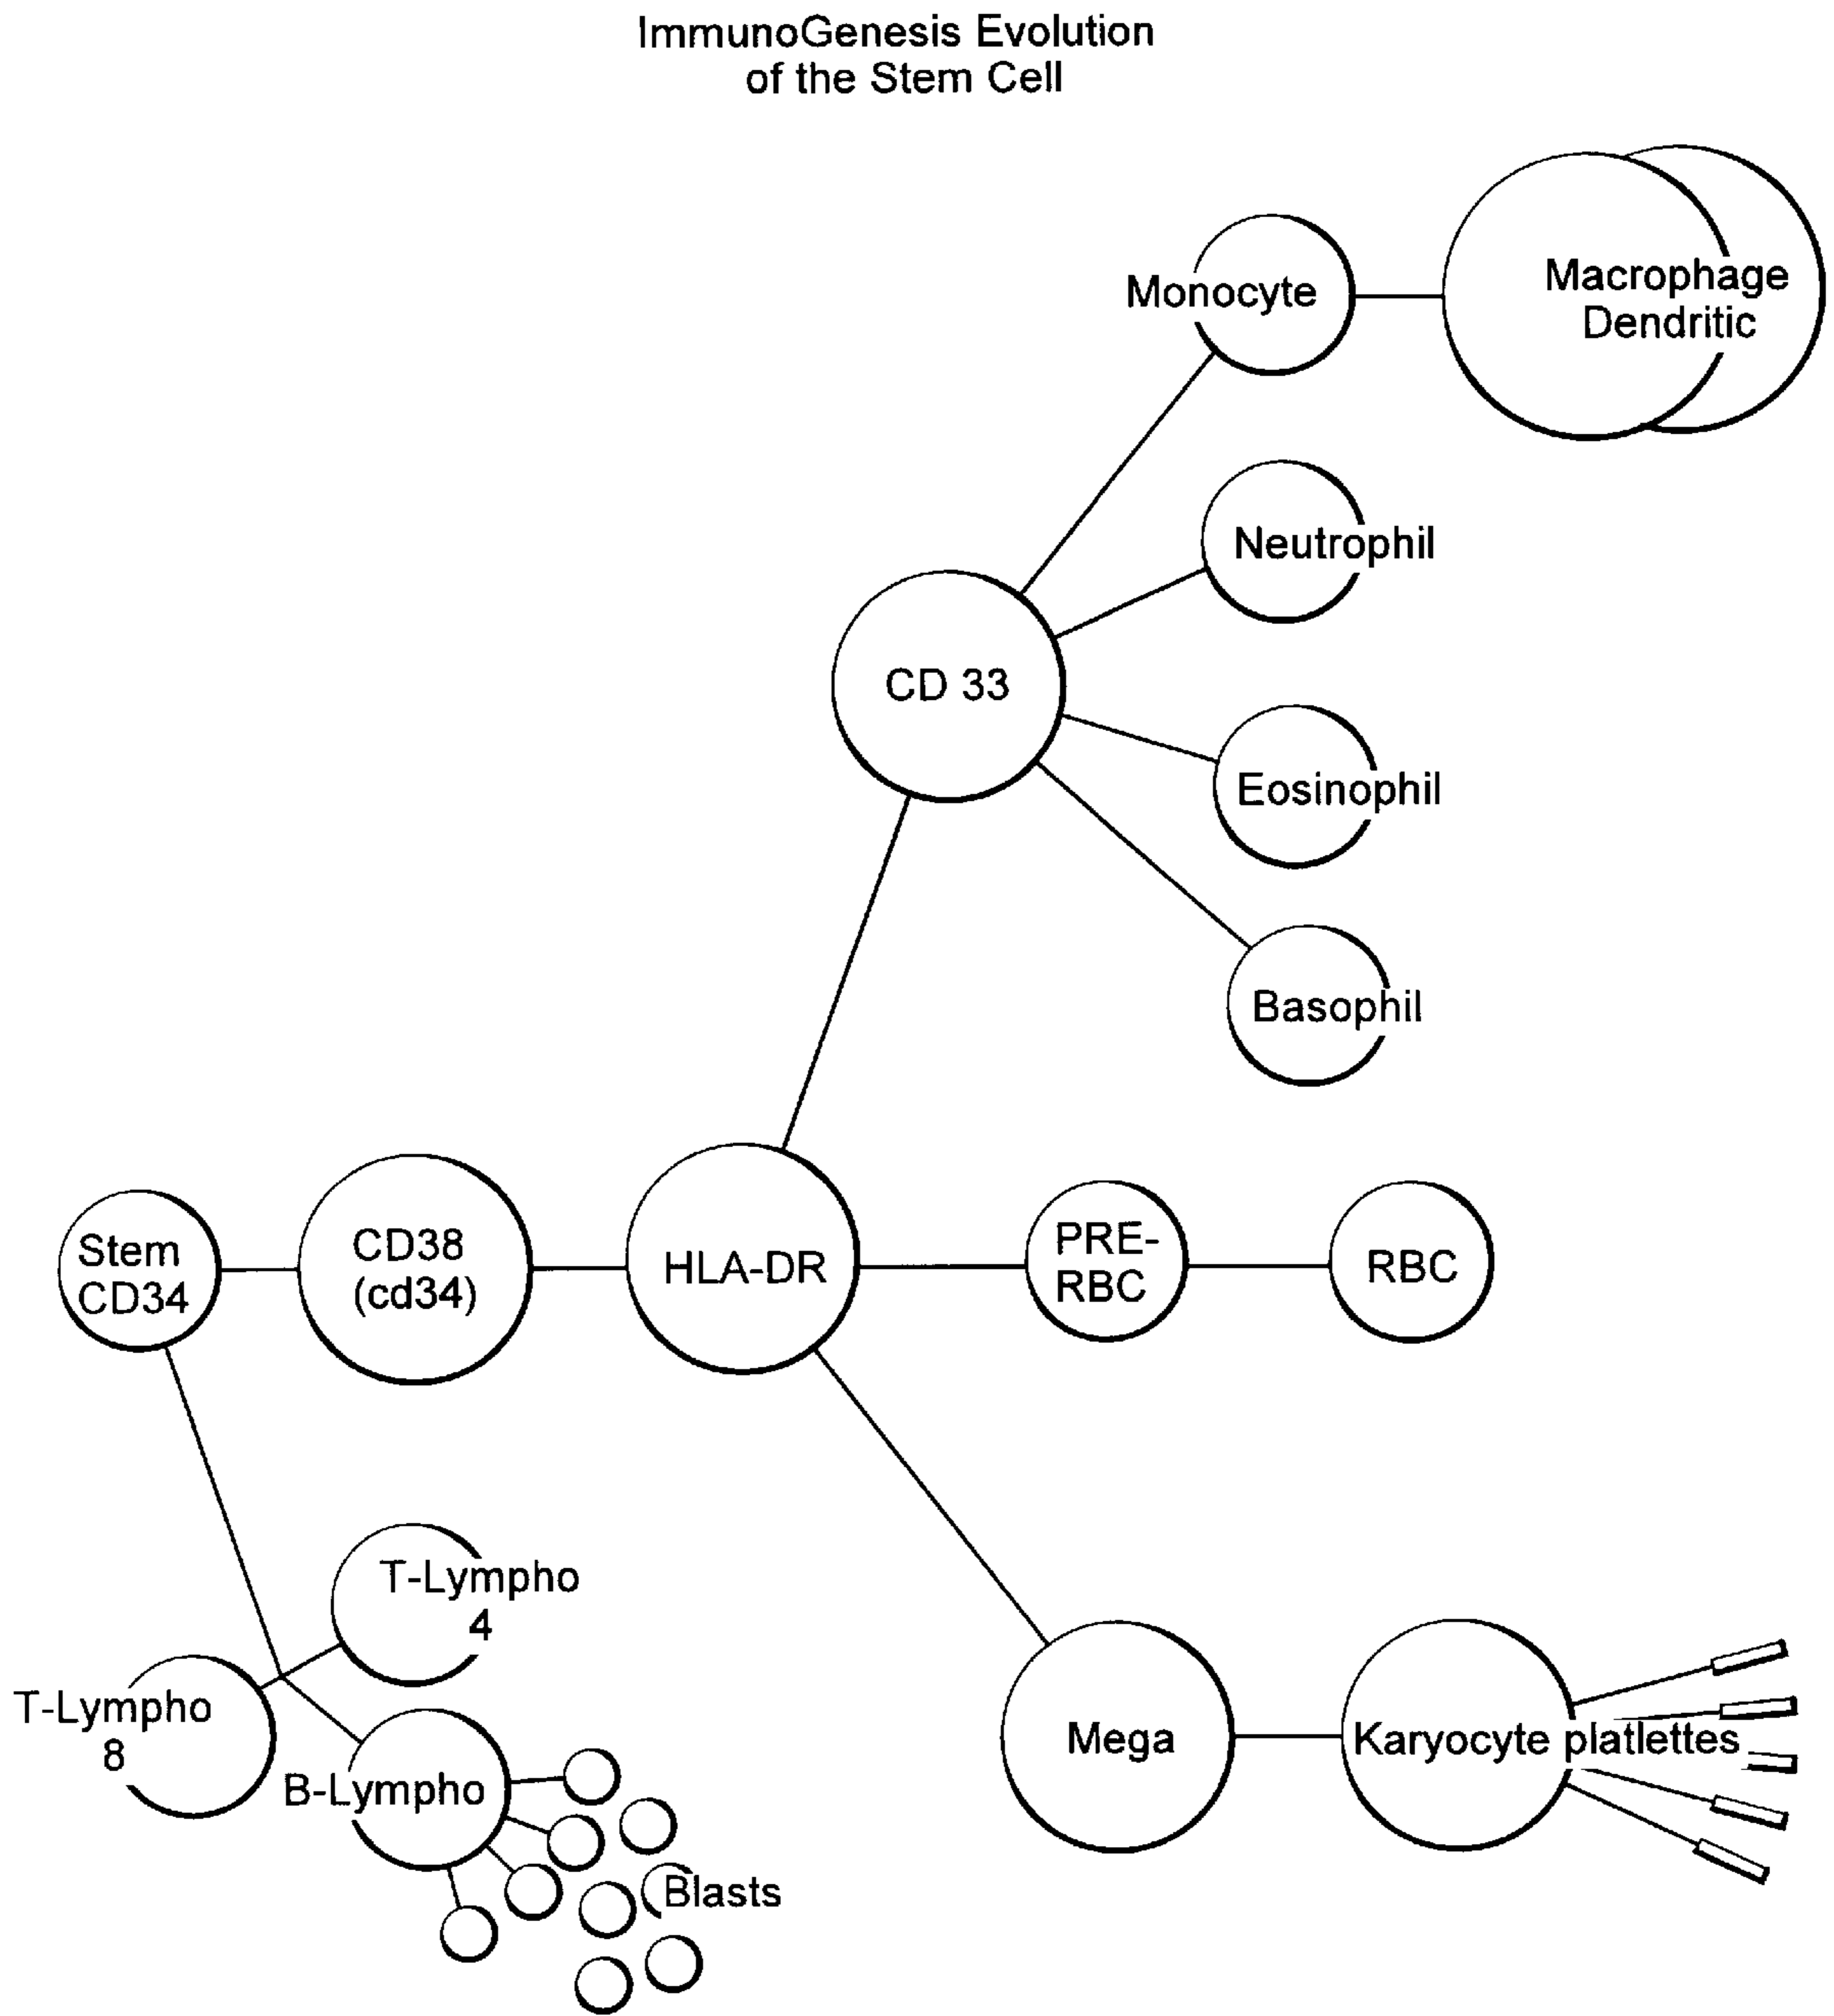 ImmunoGenesis Evolution
of the Stem Cell
Monocyte
Macrophage
Dendritic
Neutrophil
CD 33
Eosinophil
Basophil
Stem
CD34
CD38
(cd34)
HLA-DR
PRE-
RBC
RBC
T-Lympho
4
T-Lympho
8
B-Lympho
Blasts
Mega
Karyocyte platlettes